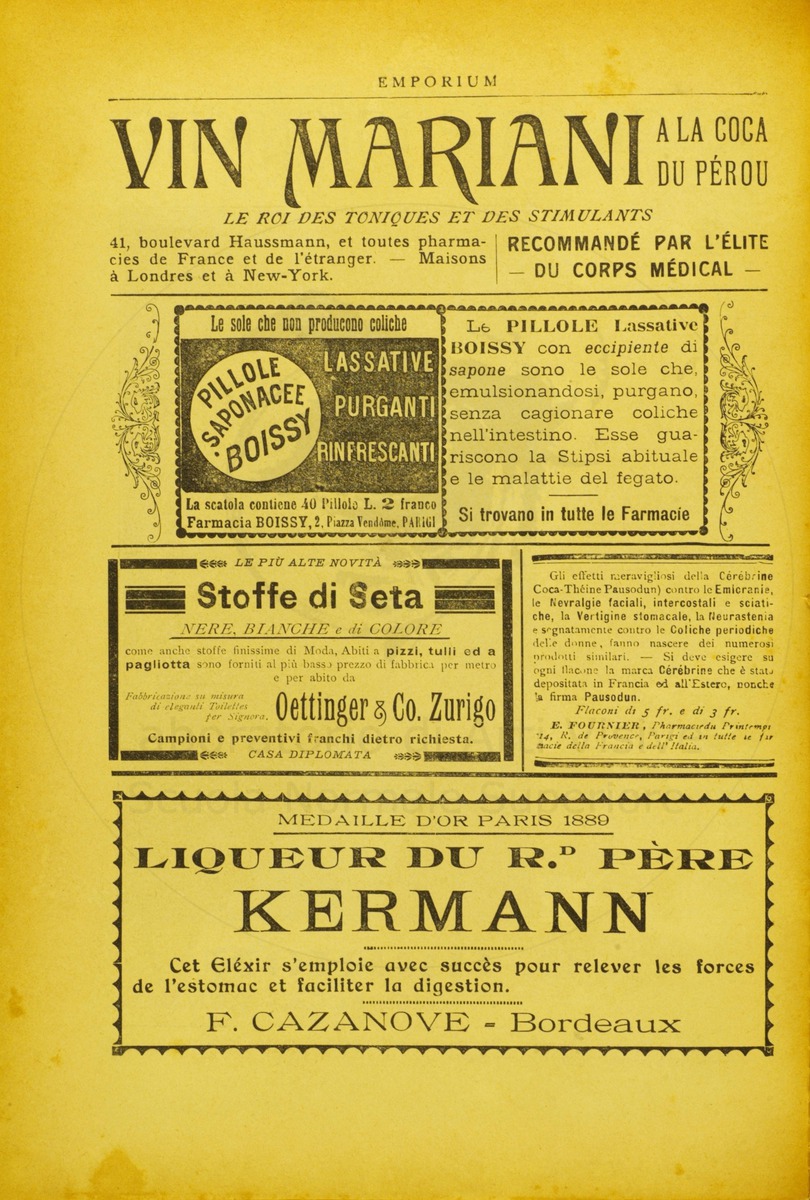 EMPORIUM
VIN MARIANI
A LA COCA
DU PÉROU
LE ROI DES TONIQUES ET DES STIMULANTS
41, boulevard Haussmann, et toutes pharma-
cies de France et de l'étranger. — Maisons
à Londres et à New-York.
RECOMMANDÉ PAR L'ÉLITE
— DU CORPS MÉDICAL —
Le sole che non producono coliche
PILLOLE
SAPONACEE
BOISSY
LASSATIVE
PURGANTI
RINFRESCANTI
La scatola contiene 40 Pillole L. 2 franco
Farmacia BOISSY, 2, Piazza Vendôme, PARIGI
Le PILLOLE Lassative
BOISSY con eccipiente di
sapone sono le sole che,
emulsionandosi, purgano,
senza cagionare coliche
nell'intestino. Esse gua-
riscono la Stipsi abituale
e le malattie del fegato.
Si trovano in tutte le Farmacie
LE PIÙ ALTE NOVITÀ
Stoffe di Seta
NERE, BIANCHE e di COLORE
come anche stoffe finissime di Moda, Abiti a pizzi, tulli ed a
pagliotta sono forniti al più basso prezzo di fabbrica per metro
e per abito da
Fabbricazione su misura
di eleganti Toilettes
per Signora.
Oettinger & Co. Zurigo
Campioni e preventivi franchi dietro richiesta.
CASA DIPLOMATA
Gli effetti meravigliosi della Cérébrine
Coca-Théine Pausodun) contro le Emicranie,
le Nevralgie faciali, intercostali e sciati-
che, la Vertigine stomacale, la Neurastenia
e segnatamente contro le Coliche periodiche
delle donne, fanno nascere dei numerosi
prodotti similari. — Si deve esigere su
ogni flacone la marca Cérébrine che è stata
depositata in Francia ed all'Estero, nonche
la firma Pausodun.
Flaconi di 5 fr. e di 3 fr.
E. FOURNIER, Pharmacie du Printemps
114, R. de Provence, Parigi ed in tutte le far
macie della Francia e dell' Italia.
MEDAILLE D'OR PARIS 1889
LIQUEUR DU R.D PÈRE
KERMANN
Cet Eléxir s'emploie avec succès pour relever les forces
de l'estomac et faciliter la digestion.
F. CAZANOVE - Bordeaux